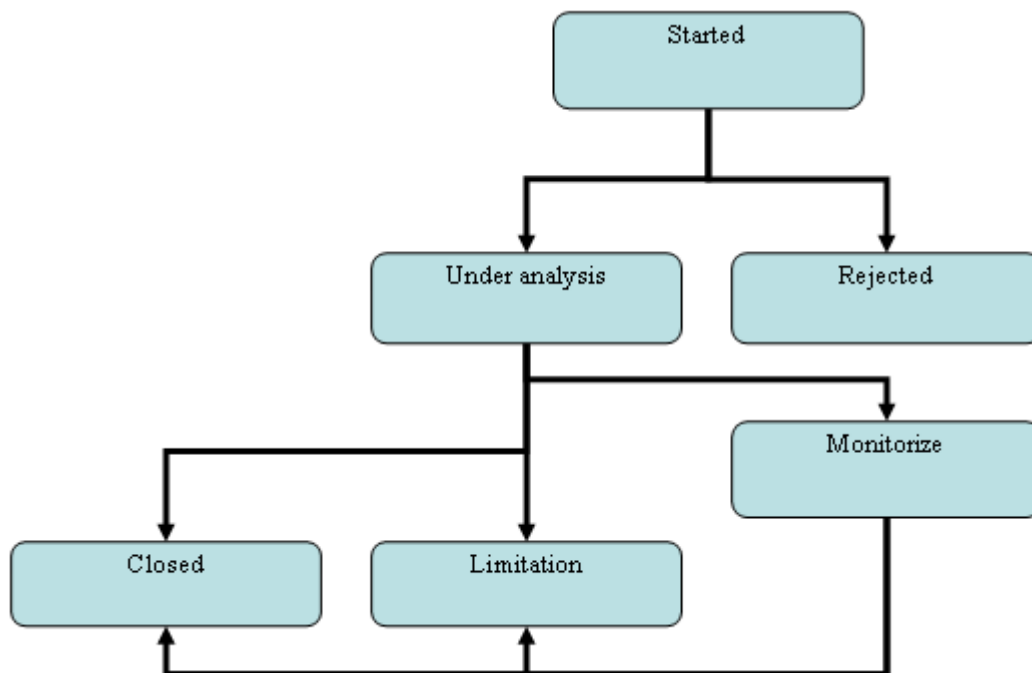 Started
Under analysis
Rejected
Monitorize
Closed
Limitation